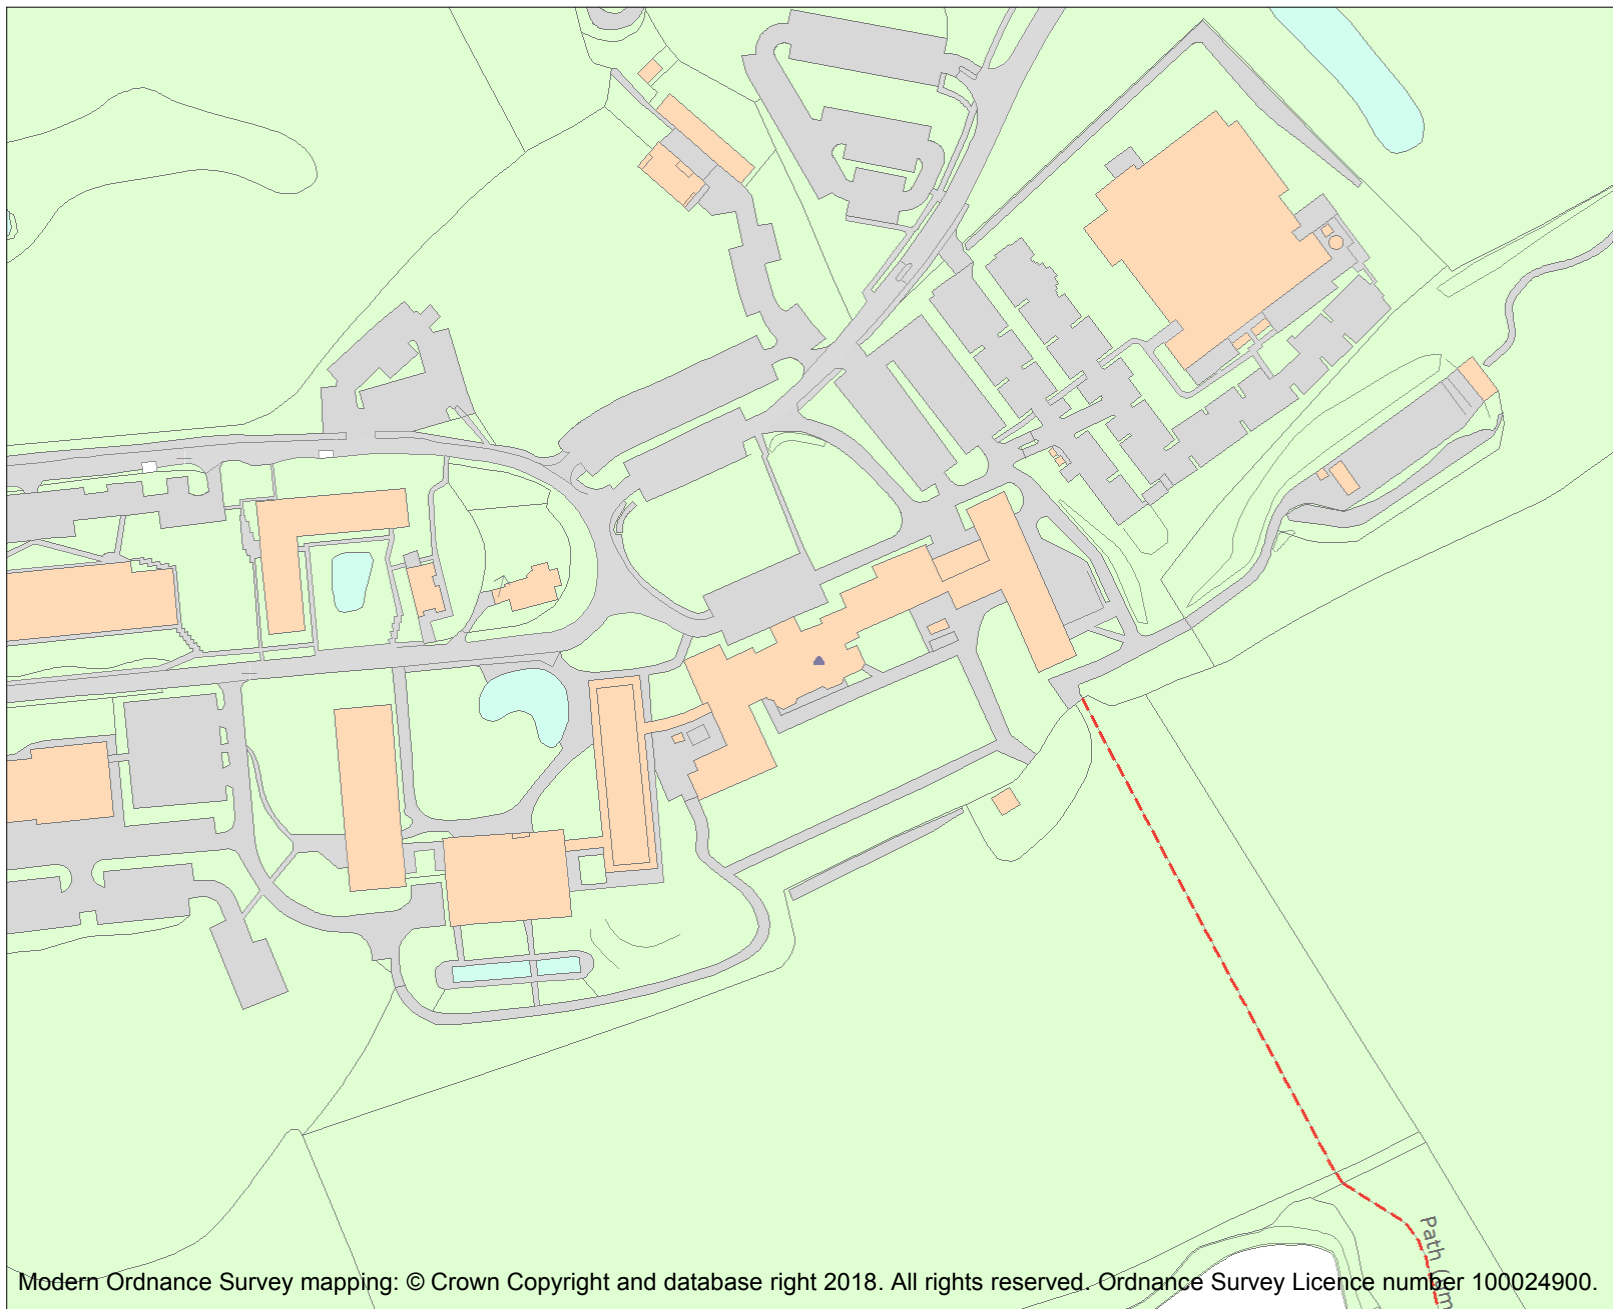 Path (um
Modern Ordnance Survey mapping: © Crown Copyright and database right 2018. All rights reserved. Ordnance Survey Licence number 100024900.